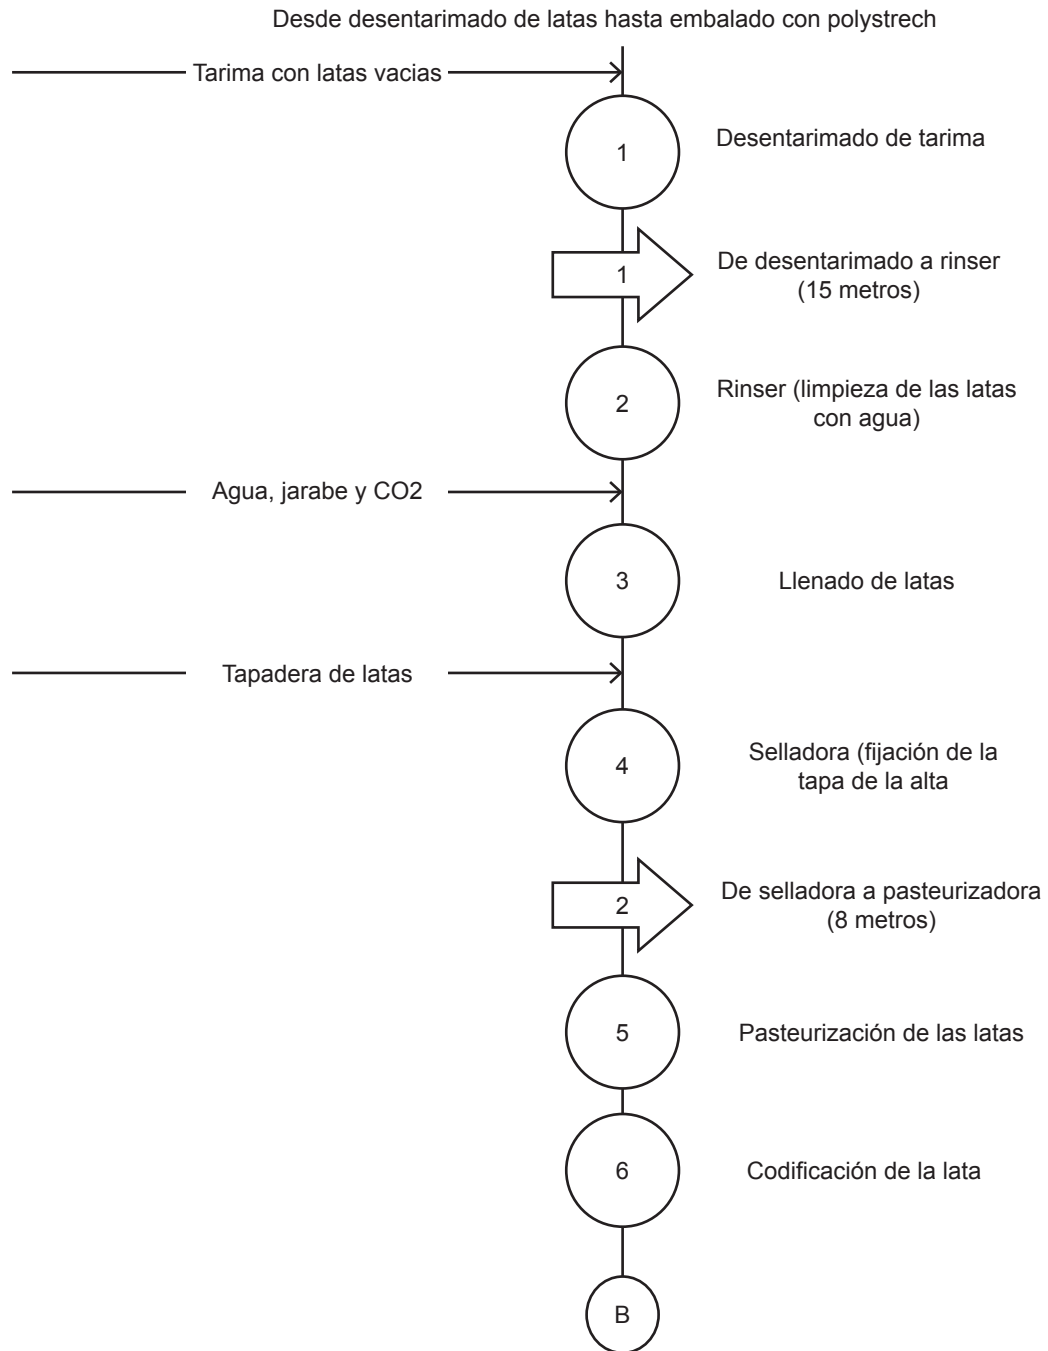 Desde desentarimado de latas hasta embalado con polystrech
Tarima con latas vacias
1
Desentarimado de tarima
1
De desentarimado a rinser
(15 metros)
2
Rinser (limpieza de las latas
con agua)
Agua, jarabe y CO2
3
Llenado de latas
Tapadera de latas
4
Selladora (fijación de la
tapa de la alta
2
De selladora a pasteurizadora
(8 metros)
5
Pasteurización de las latas
6
Codificación de la lata
B